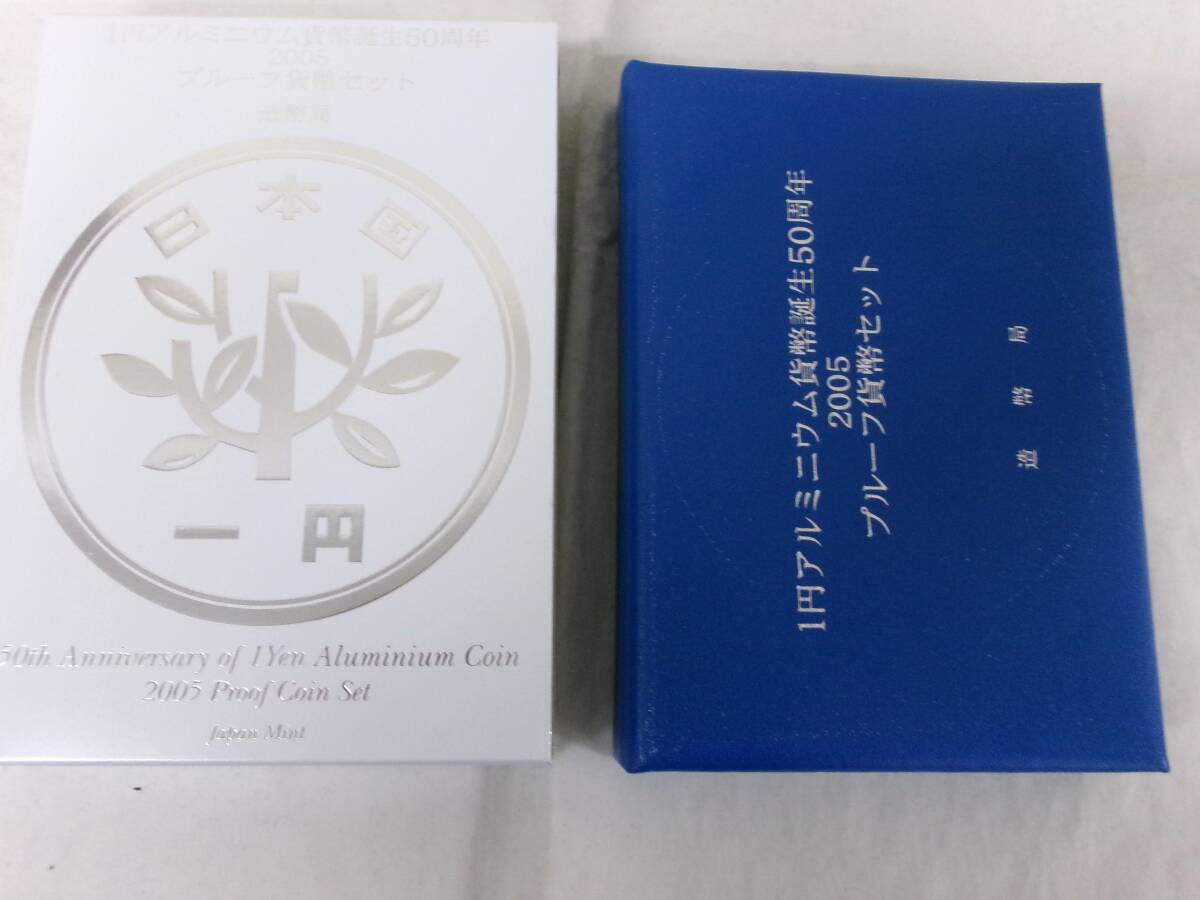 1円アルミニウム貨幣誕生50周年
2005
プルーフ貨幣セット
造幣局
日本国
一円
50th Anniversary of 1Yen Aluminium Coin
2005 Proof Coin Set
Japan Mint
1円アルミニウム貨幣誕生50周年
2005
プルーフ貨幣セット
造幣局